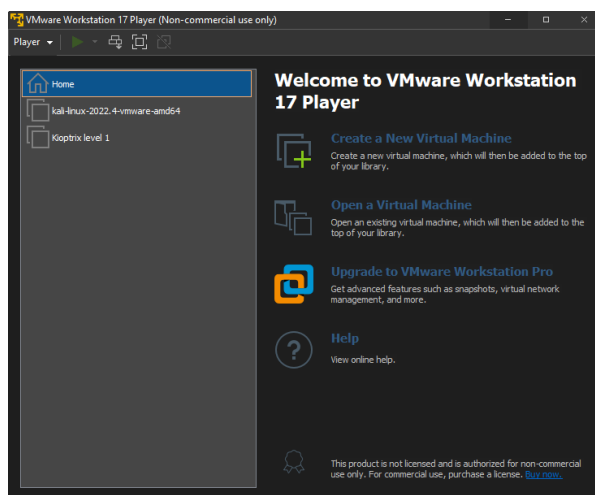 VMware Workstation 17 Player (Non-commercial use only)
Player
Home
kali-linux-2022.4-vmware-amd64
Kioptrix level 1
Welcome to VMware Workstation
17 Player
Create a New Virtual Machine
Create a new virtual machine, which will then be added to the top
of your library.
Open a Virtual Machine
Open an existing virtual machine, which will then be added to the
top of your library.
Upgrade to VMware Workstation Pro
Get advanced features such as snapshots, virtual network
management, and more.
Help
View online help.
This product is not licensed and is authorized for non-commercial
use only. For commercial use, purchase a license. Buy now.